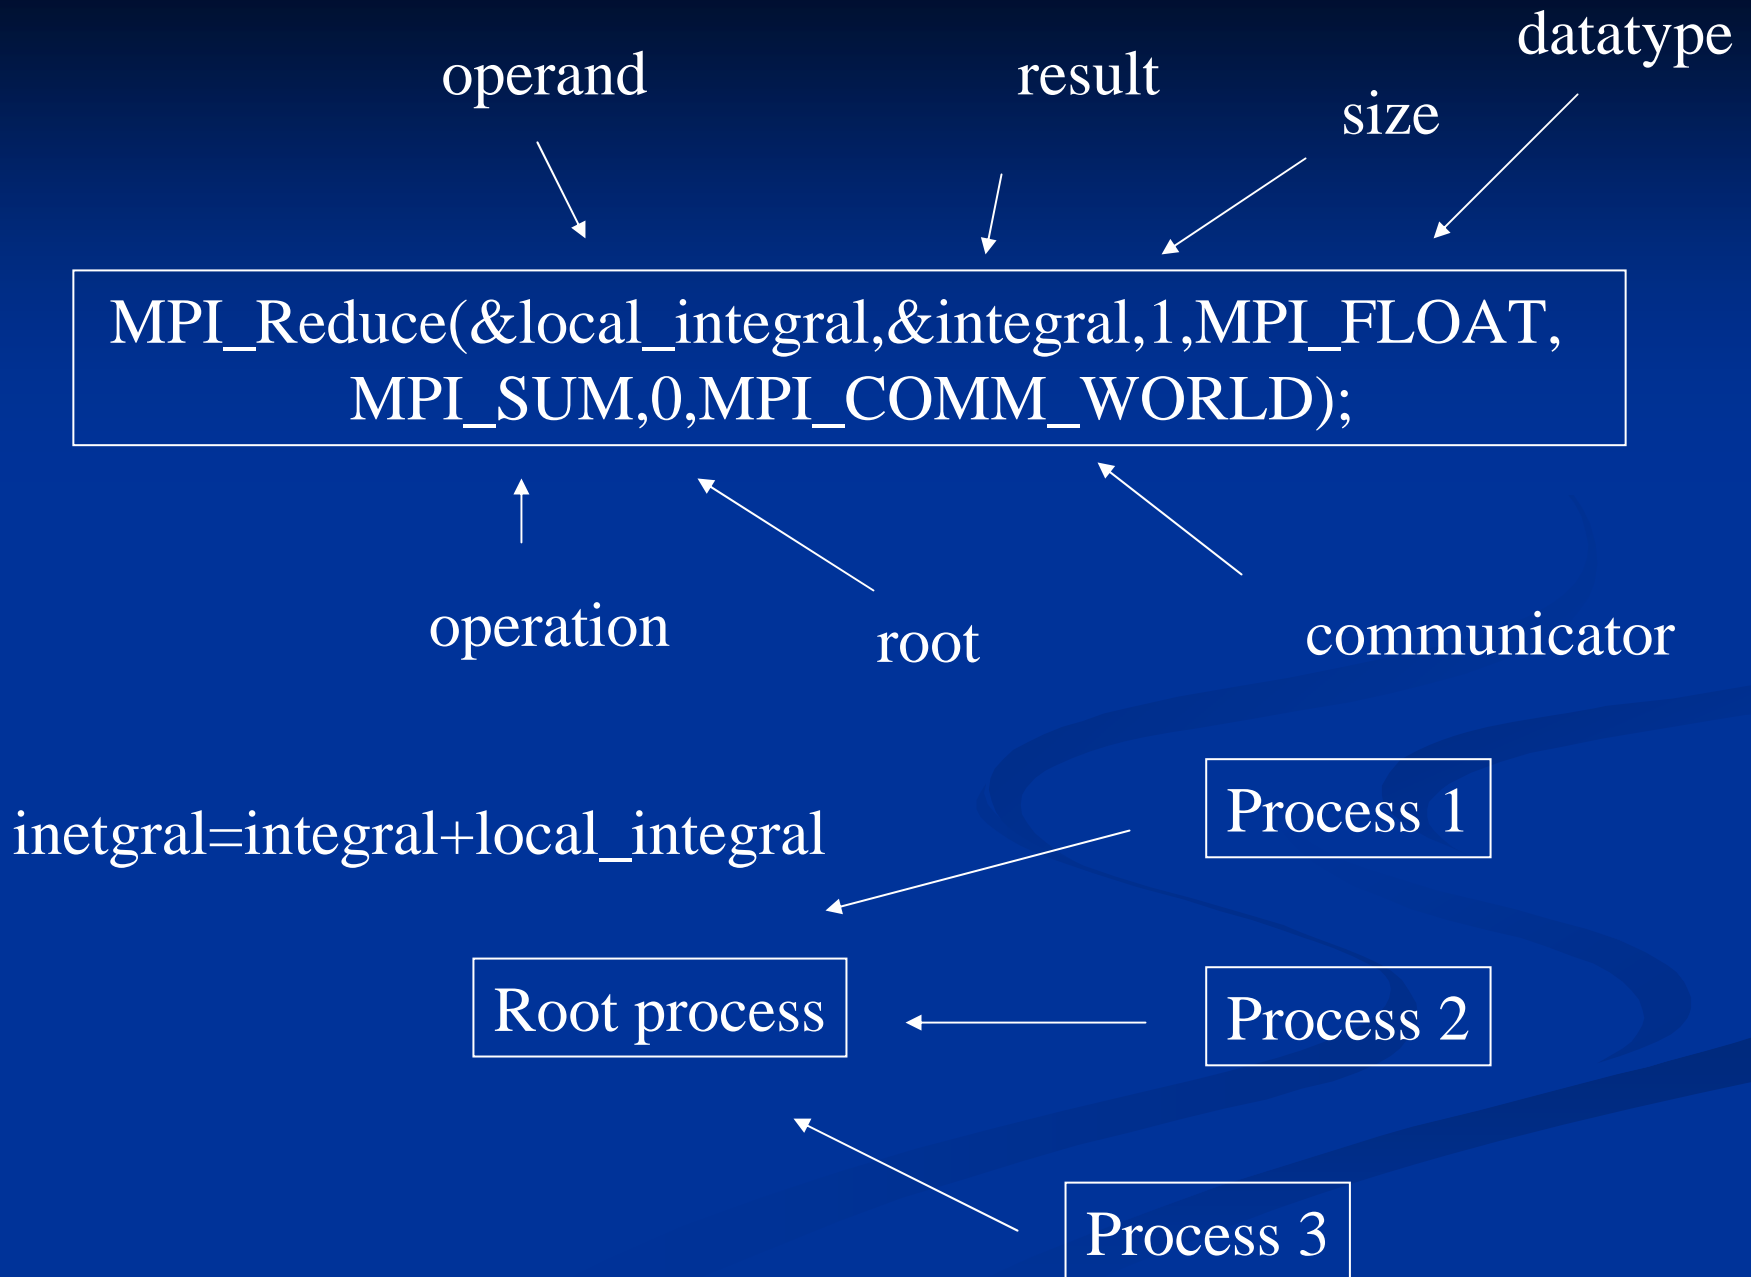 datatype
operand
result
size
MPI_Reduce(&local_integral,&integral,1,MPI_FLOAT,
MPI_SUM,0,MPI_COMM_WORLD);
operation
root
communicator
Process 1
inetgral=integral+local_integral
Root process
Process 2
Process 3